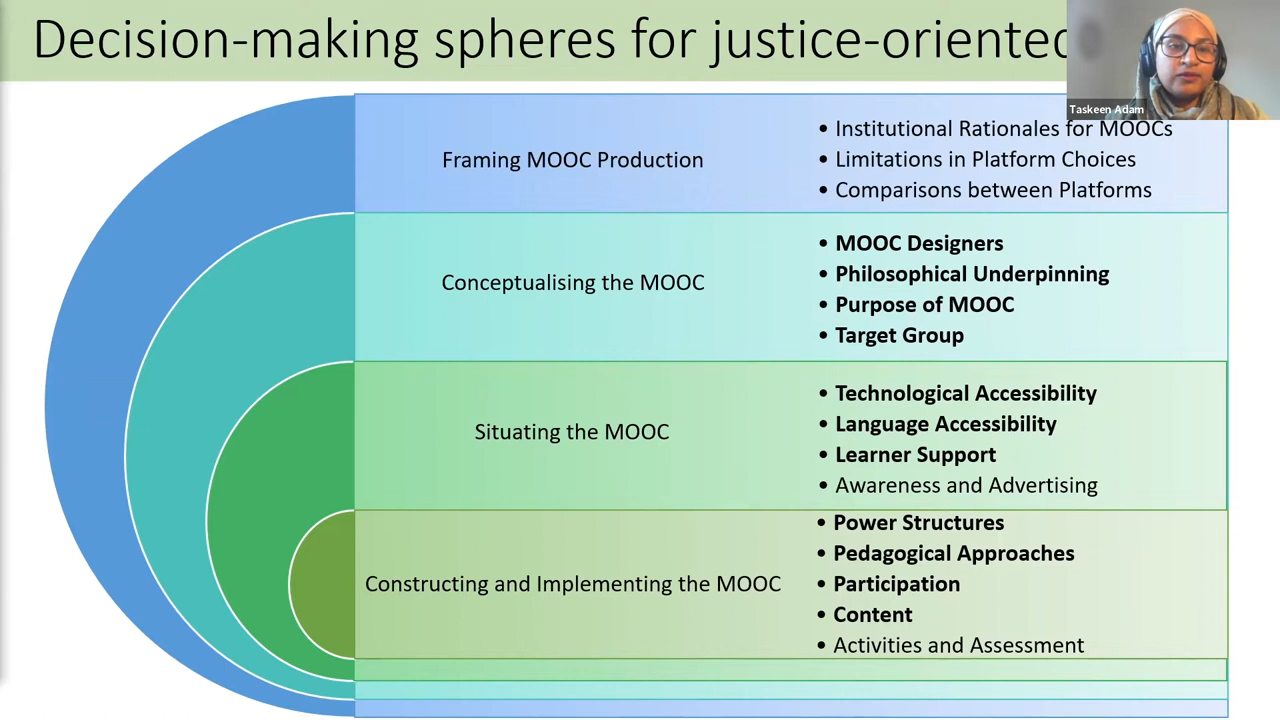 Decision-making spheres for justice-oriented
Taskeen Adam
Framing MOOC Production
• Institutional Rationales for MOOCs
• Limitations in Platform Choices
• Comparisons between Platforms
Conceptualising the MOOC
• MOOC Designers
• Philosophical Underpinning
• Purpose of MOOC
• Target Group
Situating the MOOC
• Technological Accessibility
• Language Accessibility
• Learner Support
• Awareness and Advertising
Constructing and Implementing the MOOC
• Power Structures
• Pedagogical Approaches
• Participation
• Content
• Activities and Assessment